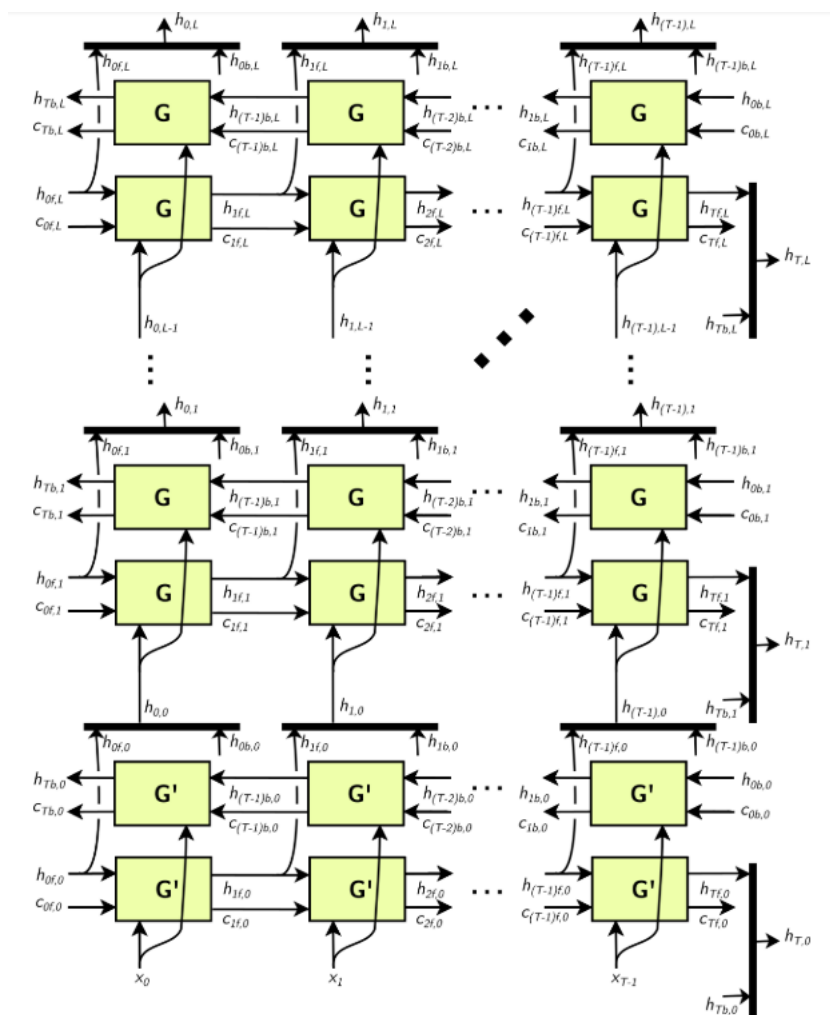 h0,L h1,L h(T-1),L
h0f,L h0b,L h1f,L h1b,L h(T-1)f,L h(T-1)b,L
hTb,L G h(T-1)b,L G h(T-2)b,L ... h1b,L G h0b,L
cTb,L c(T-1)b,L c(T-2)b,L c1b,L c0b,L
h0f,L G h1f,L G h2f,L ... h(T-1)f,L G hTf,L
c0f,L c1f,L c2f,L c(T-1)f,L cTf,L
hT,L
h0,L-1 h1,L-1 h(T-1),L-1 hTb,L
h0,1 h1,1 h(T-1),1
h0f,1 h0b,1 h1f,1 h1b,1 h(T-1)f,1 h(T-1)b,1
hTb,1 G h(T-1)b,1 G h(T-2)b,1 ... h1b,1 G h0b,1
cTb,1 c(T-1)b,1 c(T-2)b,1 c1b,1 c0b,1
h0f,1 G h1f,1 G h2f,1 ... h(T-1)f,1 G hTf,1
c0f,1 c1f,1 c2f,1 c(T-1)f,1 cTf,1
hT,1
h0,0 h1,0 h(T-1),0 hTb,1
h0f,0 h0b,0 h1f,0 h1b,0 h(T-1)f,0 h(T-1)b,0
hTb,0 G' h(T-1)b,0 G' h(T-2)b,0 ... h1b,0 G' h0b,0
cTb,0 c(T-1)b,0 c(T-2)b,0 c1b,0 c0b,0
h0f,0 G' h1f,0 G' h2f,0 ... h(T-1)f,0 G' hTf,0
c0f,0 c1f,0 c2f,0 c(T-1)f,0 cTf,0
hT,0
x0 x1 xT-1
hTb,0